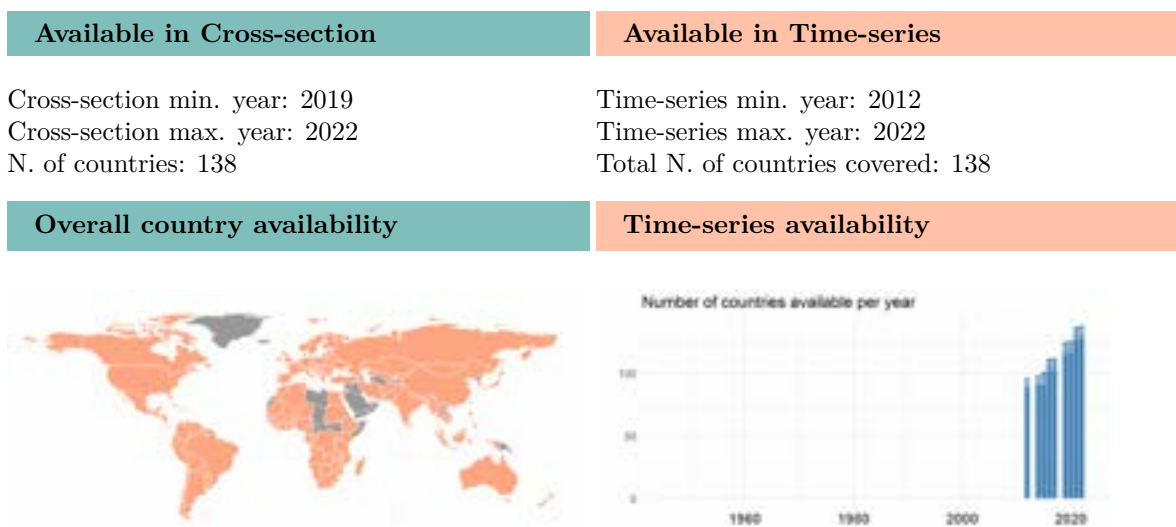 Available in Cross-section
Available in Time-series
Cross-section min. year: 2019
Cross-section max. year: 2022
N. of countries: 138
Time-series min. year: 2012
Time-series max. year: 2022
Total N. of countries covered: 138
Overall country availability
Time-series availability
Number of countries available per year
100
50
0
1960
1980
2000
2020